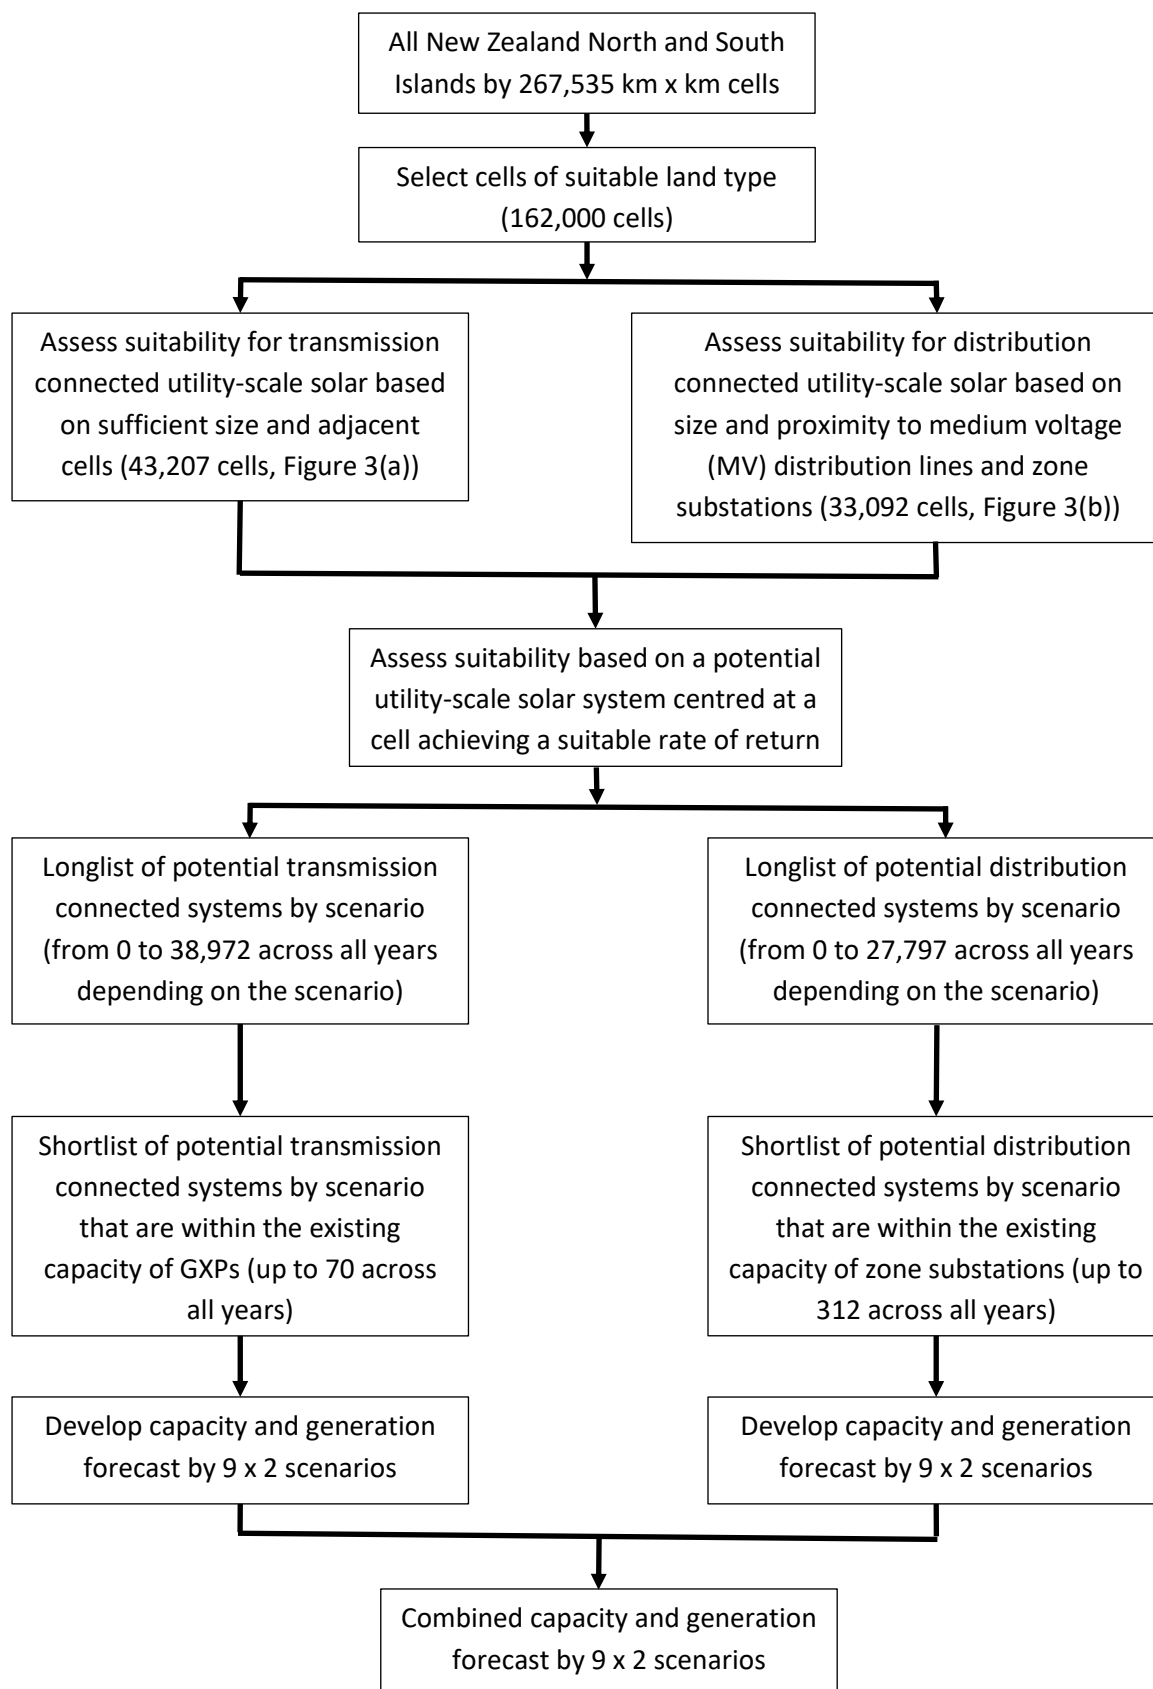 All New Zealand North and South
Islands by 267,535 km x km cells
Select cells of suitable land type
(162,000 cells)
Assess suitability for transmission
connected utility-scale solar based
on sufficient size and adjacent
cells (43,207 cells, Figure 3(a))
Assess suitability for distribution
connected utility-scale solar based on
size and proximity to medium voltage
(MV) distribution lines and zone
substations (33,092 cells, Figure 3(b))
Assess suitability based on a potential
utility-scale solar system centred at a
cell achieving a suitable rate of return
Longlist of potential transmission
connected systems by scenario
(from 0 to 38,972 across all years
depending on the scenario)
Longlist of potential distribution
connected systems by scenario
(from 0 to 27,797 across all years
depending on the scenario)
Shortlist of potential transmission
connected systems by scenario
that are within the existing
capacity of GXPs (up to 70 across
all years)
Shortlist of potential distribution
connected systems by scenario
that are within the existing
capacity of zone substations (up to
312 across all years)
Develop capacity and generation
forecast by 9 x 2 scenarios
Develop capacity and generation
forecast by 9 x 2 scenarios
Combined capacity and generation
forecast by 9 x 2 scenarios